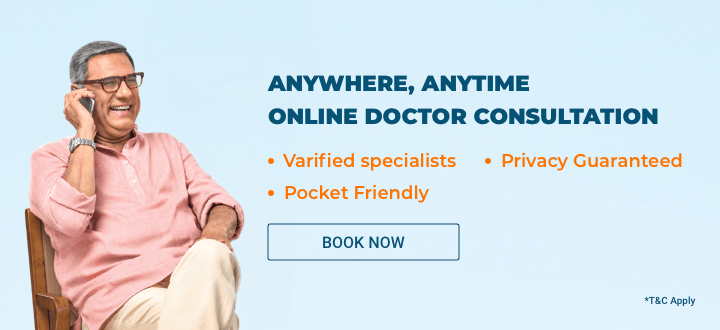 ANYWHERE, ANYTIME
ONLINE DOCTOR CONSULTATION
• Varified specialists • Privacy Guaranteed
• Pocket Friendly
BOOK NOW
*T&C Apply